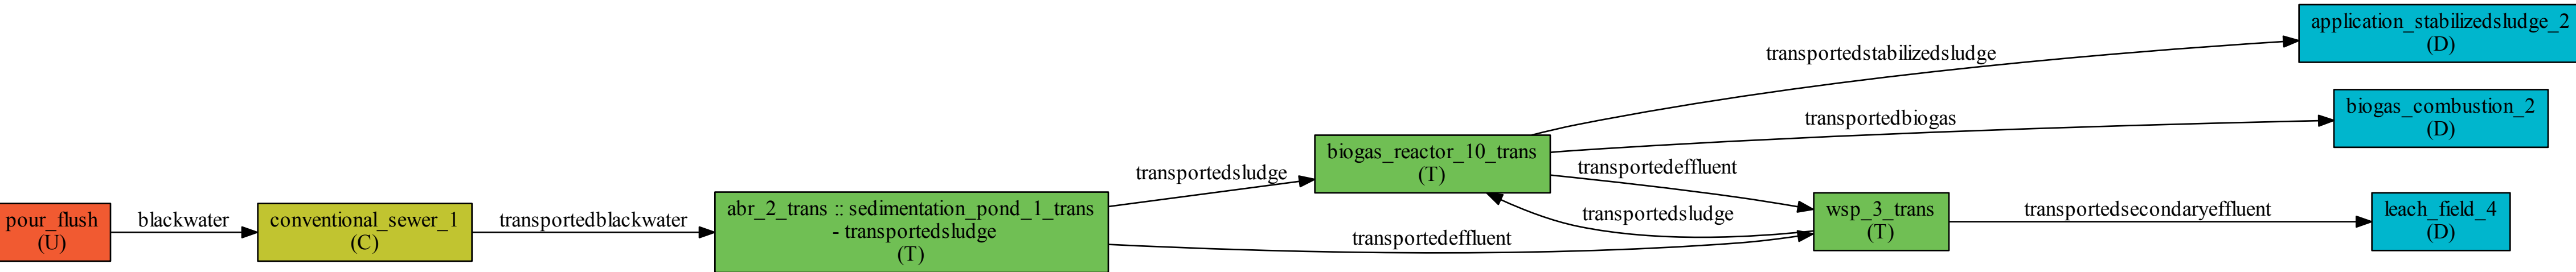 pour_flush
(U)
blackwater
conventional_sewer_1
(C)
transportedblackwater
abr_2_trans :: sedimentation_pond_1_trans
- transportedsludge
(T)
transportedsludge
transportedeffluent
biogas_reactor_10_trans
(T)
transportedstabilizedsludge
transportedbiogas
transportedeffluent
transportedsludge
wsp_3_trans
(T)
transportedsecondaryeffluent
application_stabilizedsludge_2
(D)
biogas_combustion_2
(D)
leach_field_4
(D)